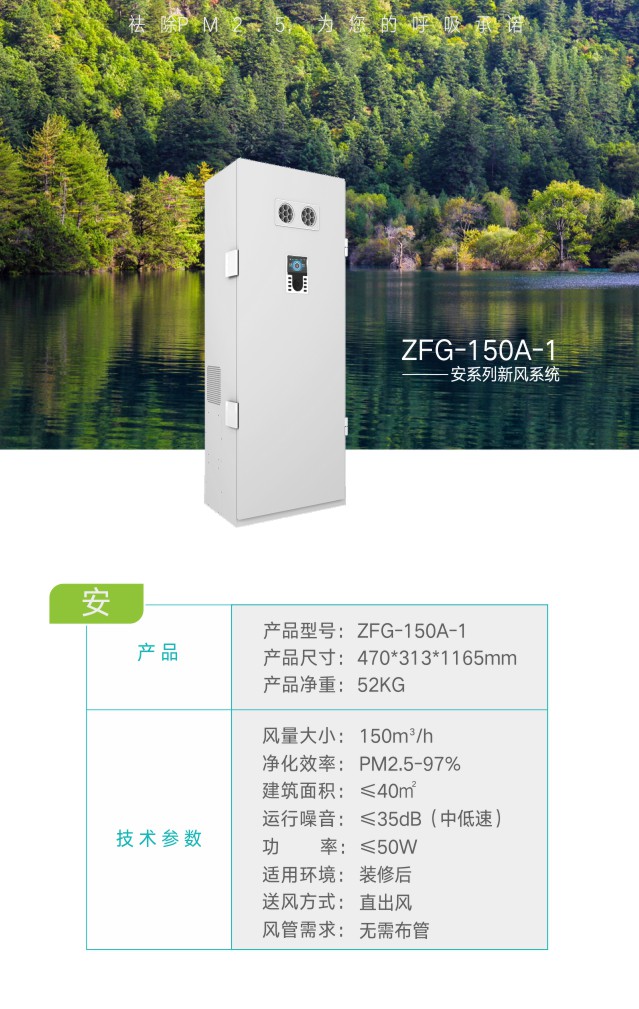 祛除PM2.5,为您的呼吸承诺
ZFG-150A-1
——安系列新风系统
安
产品
产品型号：ZFG-150A-1
产品尺寸：470*313*1165mm
产品净重：52KG
技术参数
风量大小：150m³/h
净化效率：PM2.5-97%
建筑面积：≤40㎡
运行噪音：≤35dB（中低速）
功 率：≤50W
适用环境：装修后
送风方式：直出风
风管需求：无需布管